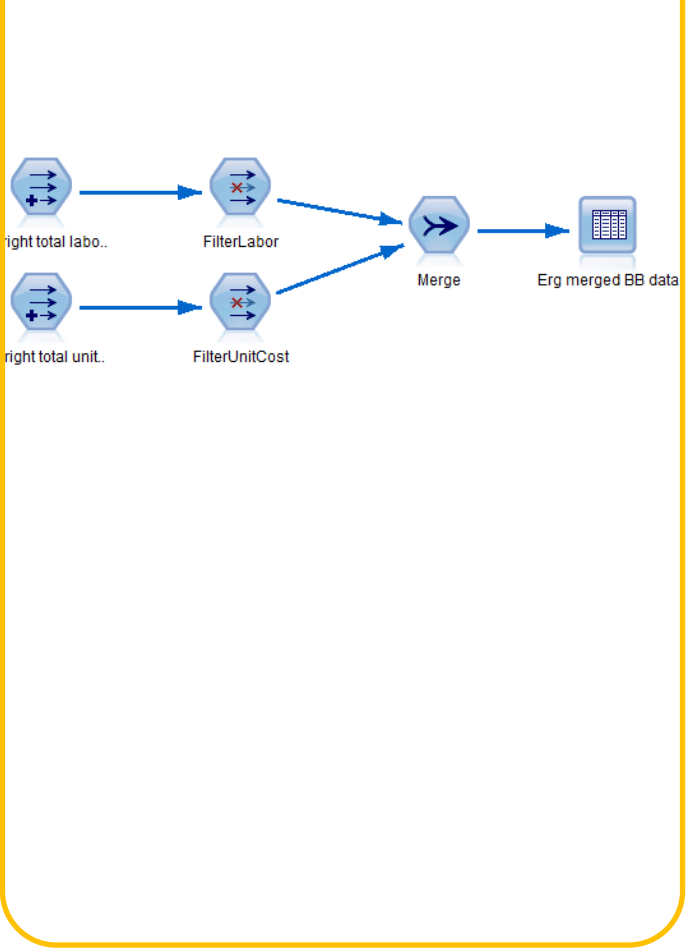 right total labo..
FilterLabor
Merge
Erg merged BB data
right total unit..
FilterUnitCost